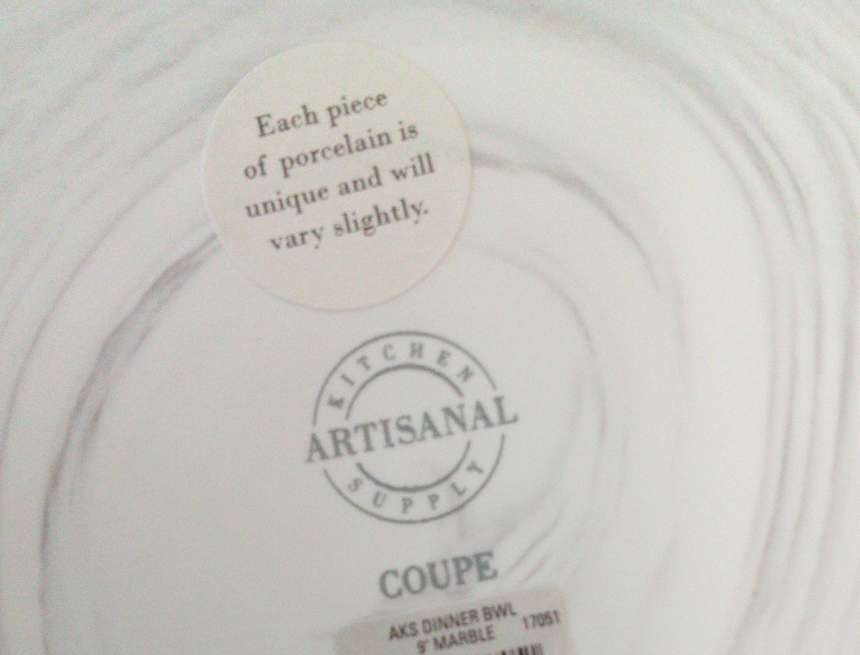 Each piece
of porcelain is
unique and will
vary slightly.
KITCHEN
ARTISANAL
SUPPLY
COUPE
AKS DINNER BWL 17051
9" MARBLE